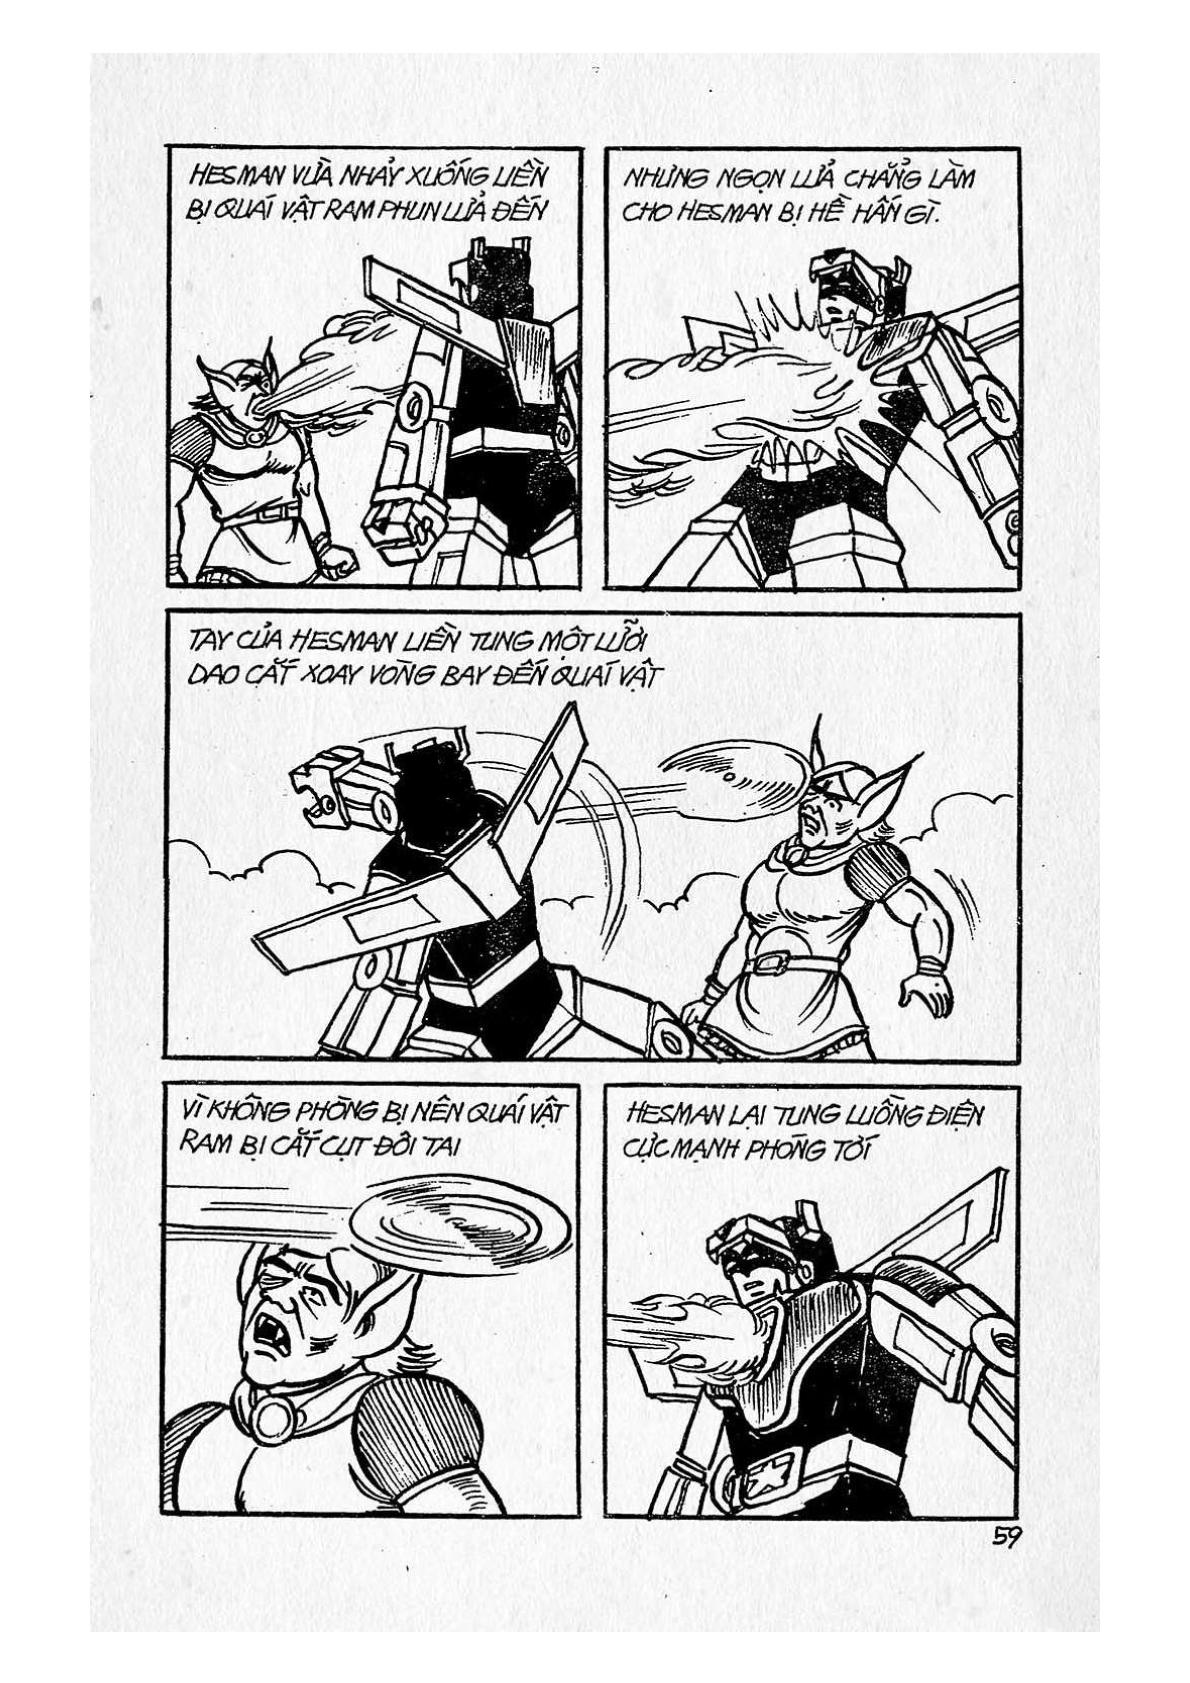 HESMAN VỪA NHẢY XUỐNG LIỀN
BỊ QUÁI VẬT RAM PHUN LỬA ĐẾN
NHƯNG NGỌN LỬA CHẲNG LÀM
CHO HESMAN BỊ HỀ HẤN GÌ.
TAY CỦA HESMAN LIỀN TUNG MỘT LƯỠI
DAO CẮT XOAY VÒNG BAY ĐẾN QUÁI VẬT
VÌ KHÔNG PHÒNG BỊ NÊN QUÁI VẬT
RAM BỊ CẮT CỤT ĐÔI TAI
HESMAN LẠI TUNG LUỒNG ĐIỆN
CỰC MẠNH PHÓNG TỚI
59